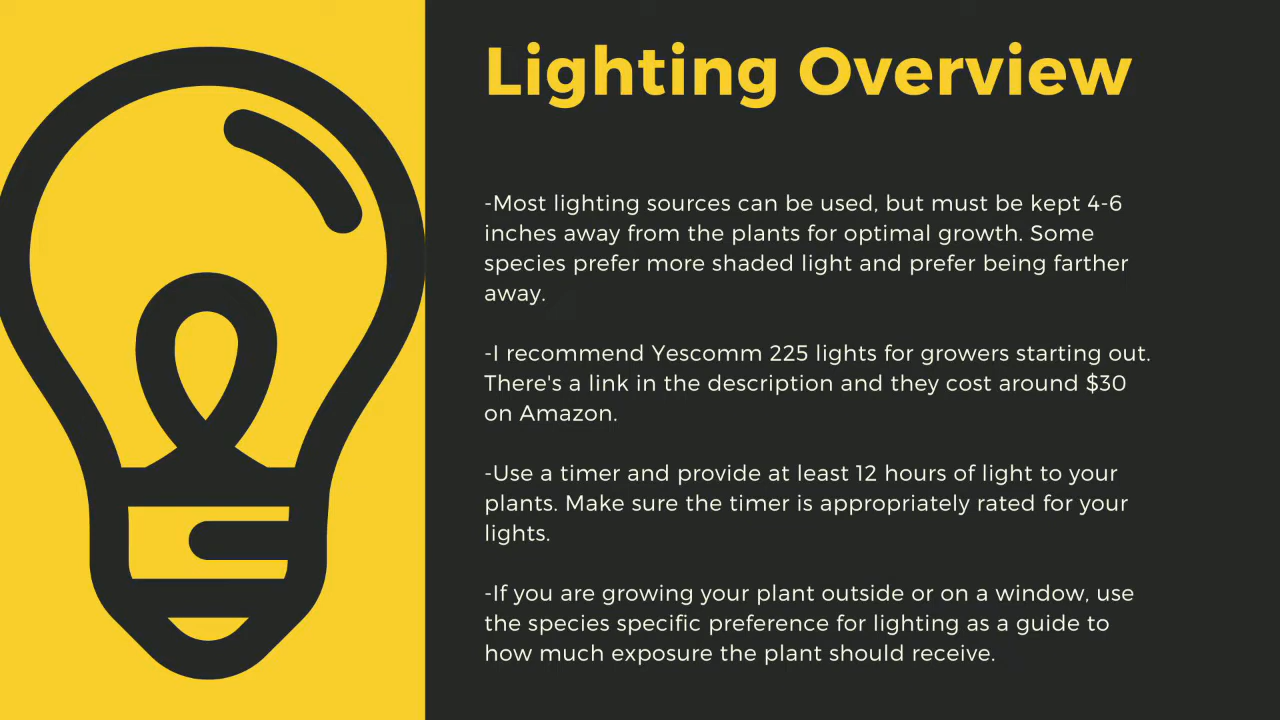 Lighting Overview
-Most lighting sources can be used, but must be kept 4-6
inches away from the plants for optimal growth. Some
species prefer more shaded light and prefer being farther
away.
-I recommend Yescomm 225 lights for growers starting out.
There's a link in the description and they cost around $30
on Amazon.
-Use a timer and provide at least 12 hours of light to your
plants. Make sure the timer is appropriately rated for your
lights.
-If you are growing your plant outside or on a window, use
the species specific preference for lighting as a guide to
how much exposure the plant should receive.